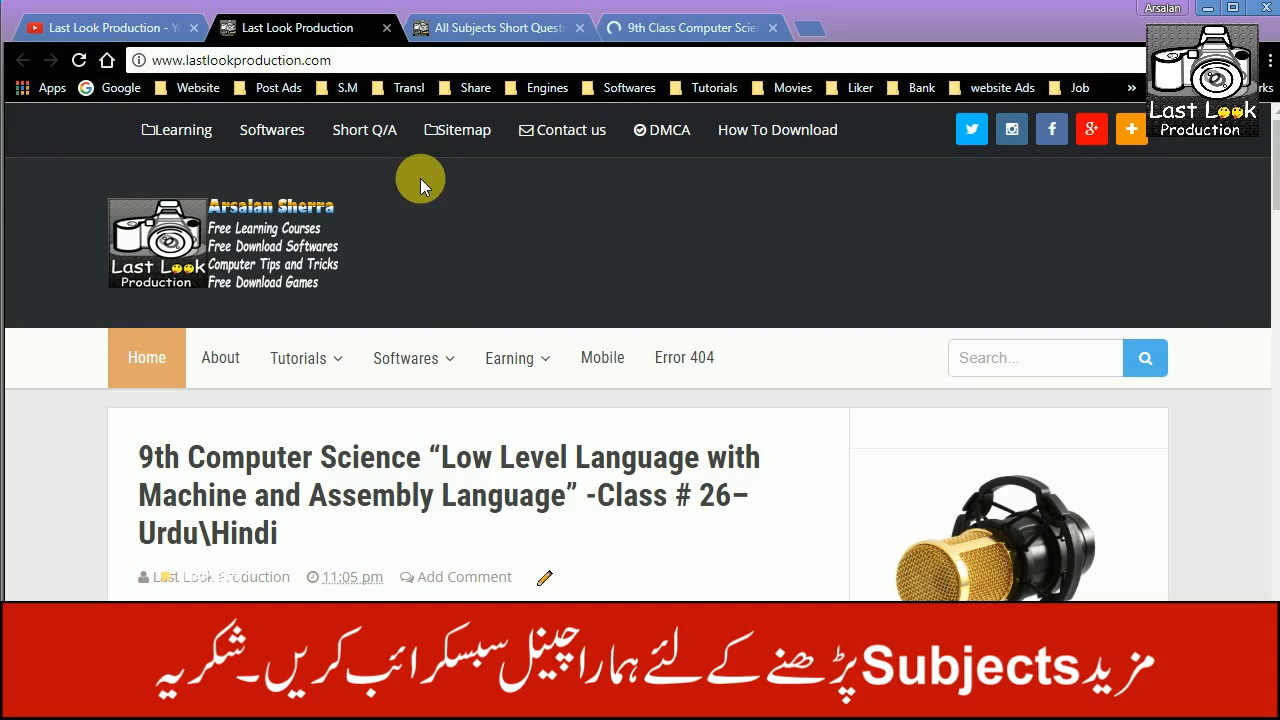 Arsalan
Last Look Production - Y
Last Look Production
All Subjects Short Questi
9th Class Computer Scien
www.lastlookproduction.com
Apps Google Website Post Ads S.M Transl Share Engines Softwares Tutorials Movies Liker Bank website Ads Job »
Last Look
Production
Learning Softwares Short Q/A Sitemap Contact us DMCA How To Download
Arsalan Sherra
Free Learning Courses
Free Download Softwares
Computer Tips and Tricks
Free Download Games
Last Look
Production
Home About Tutorials Softwares Earning Mobile Error 404 Search...
9th Computer Science “Low Level Language with
Machine and Assembly Language” -Class # 26–
Urdu\Hindi
Last Look Production 11:05 pm Add Comment
مزید Subjects پڑھنے کے لئے ہمارا چینل سبسکرائب کریں۔ شکریہ